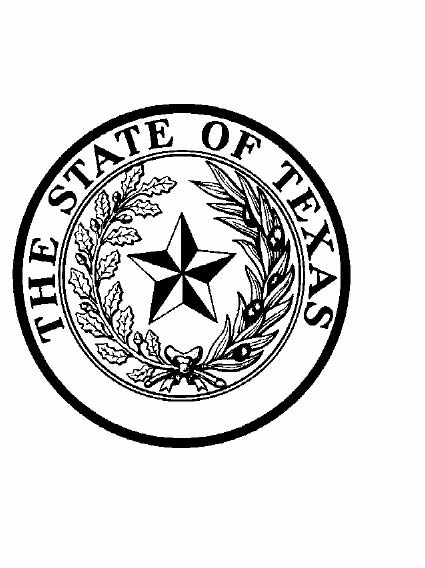 THE STATE OF TEXAS